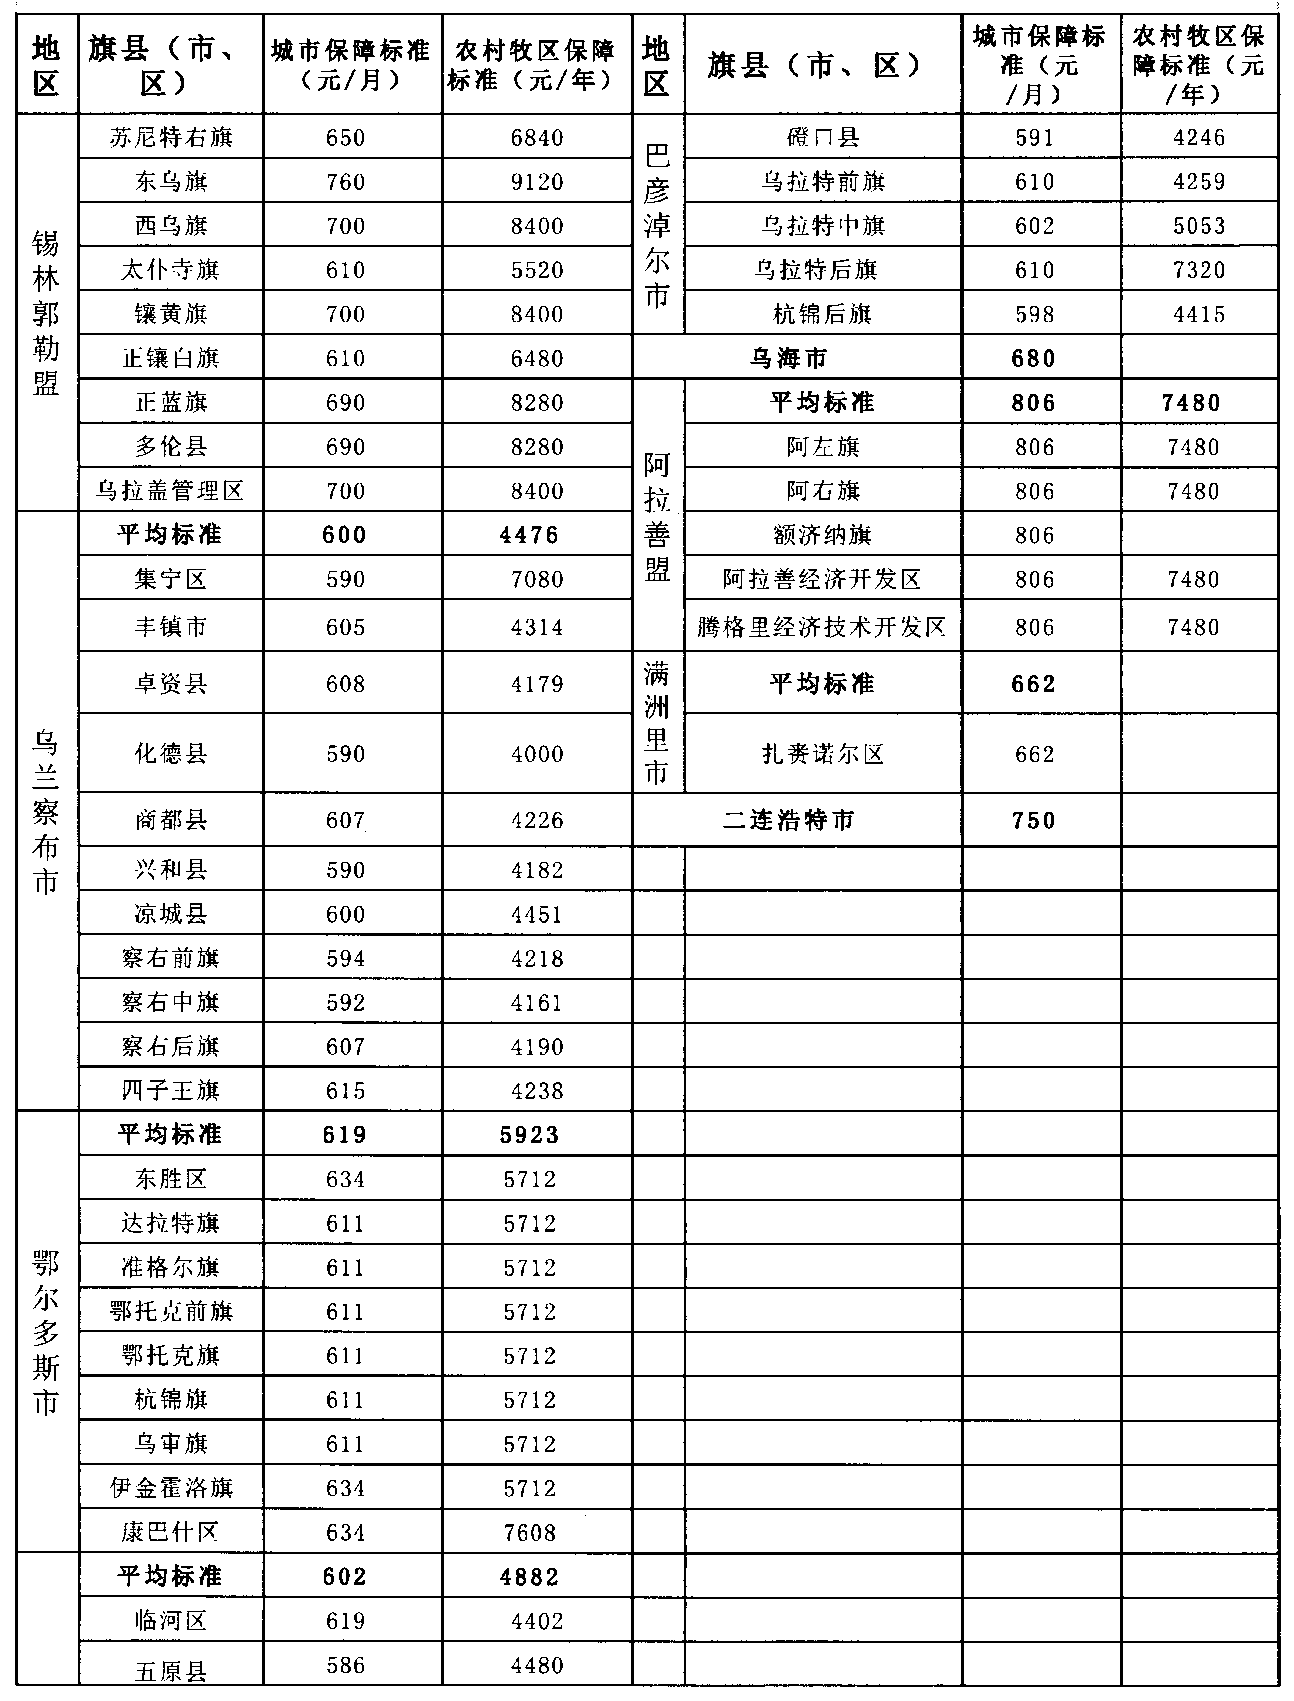 地区 旗县（市、区） 城市保障标准（元/月） 农村牧区保障标准（元/年） 地区 旗县（市、区） 城市保障标准（元/月） 农村牧区保障标准（元/年）
锡林郭勒盟 苏尼特右旗 650 6840 巴彦淖尔市 磴口县 591 4246
东乌旗 760 9120 乌拉特前旗 610 4259
西乌旗 700 8400 乌拉特中旗 602 5053
太仆寺旗 610 5520 乌拉特后旗 610 7320
镶黄旗 700 8400 杭锦后旗 598 4415
正镶白旗 610 6480 乌海市 680
正蓝旗 690 8280 阿拉善盟 平均标准 806 7480
多伦县 690 8280 阿左旗 806 7480
乌拉盖管理区 700 8400 阿右旗 806 7480
乌兰察布市 平均标准 600 4476 额济纳旗 806
集宁区 590 7080 阿拉善经济开发区 806 7480
丰镇市 605 4314 腾格里经济技术开发区 806 7480
卓资县 608 4179 满洲里市 平均标准 662
化德县 590 4000 扎赉诺尔区 662
商都县 607 4226 二连浩特市 750
兴和县 590 4182
凉城县 600 4451
察右前旗 594 4218
察右中旗 592 4161
察右后旗 607 4190
四子王旗 615 4238
鄂尔多斯市 平均标准 619 5923
东胜区 634 5712
达拉特旗 611 5712
准格尔旗 611 5712
鄂托克前旗 611 5712
鄂托克旗 611 5712
杭锦旗 611 5712
乌审旗 611 5712
伊金霍洛旗 634 5712
康巴什区 634 7608
平均标准 602 4882
临河区 619 4402
五原县 586 4480